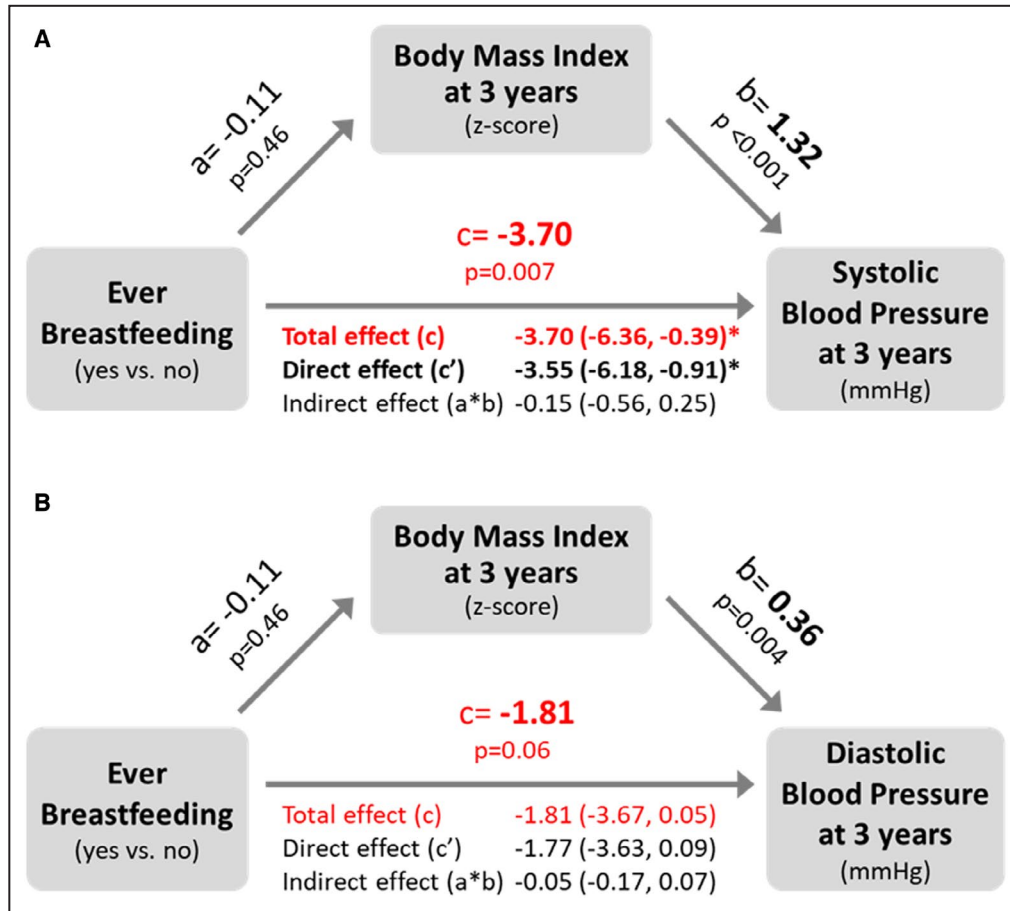 A
Body Mass Index
at 3 years
(z-score)
a= -0.11
p=0.46
b= 1.32
p <0.001
c= -3.70
p=0.007
Ever
Breastfeeding
(yes vs. no)
Total effect (c) -3.70 (-6.36, -0.39)*
Direct effect (c’) -3.55 (-6.18, -0.91)*
Indirect effect (a*b) -0.15 (-0.56, 0.25)
Systolic
Blood Pressure
at 3 years
(mmHg)
B
Body Mass Index
at 3 years
(z-score)
a= -0.11
p=0.46
b= 0.36
p=0.004
c= -1.81
p=0.06
Ever
Breastfeeding
(yes vs. no)
Total effect (c) -1.81 (-3.67, 0.05)
Direct effect (c’) -1.77 (-3.63, 0.09)
Indirect effect (a*b) -0.05 (-0.17, 0.07)
Diastolic
Blood Pressure
at 3 years
(mmHg)